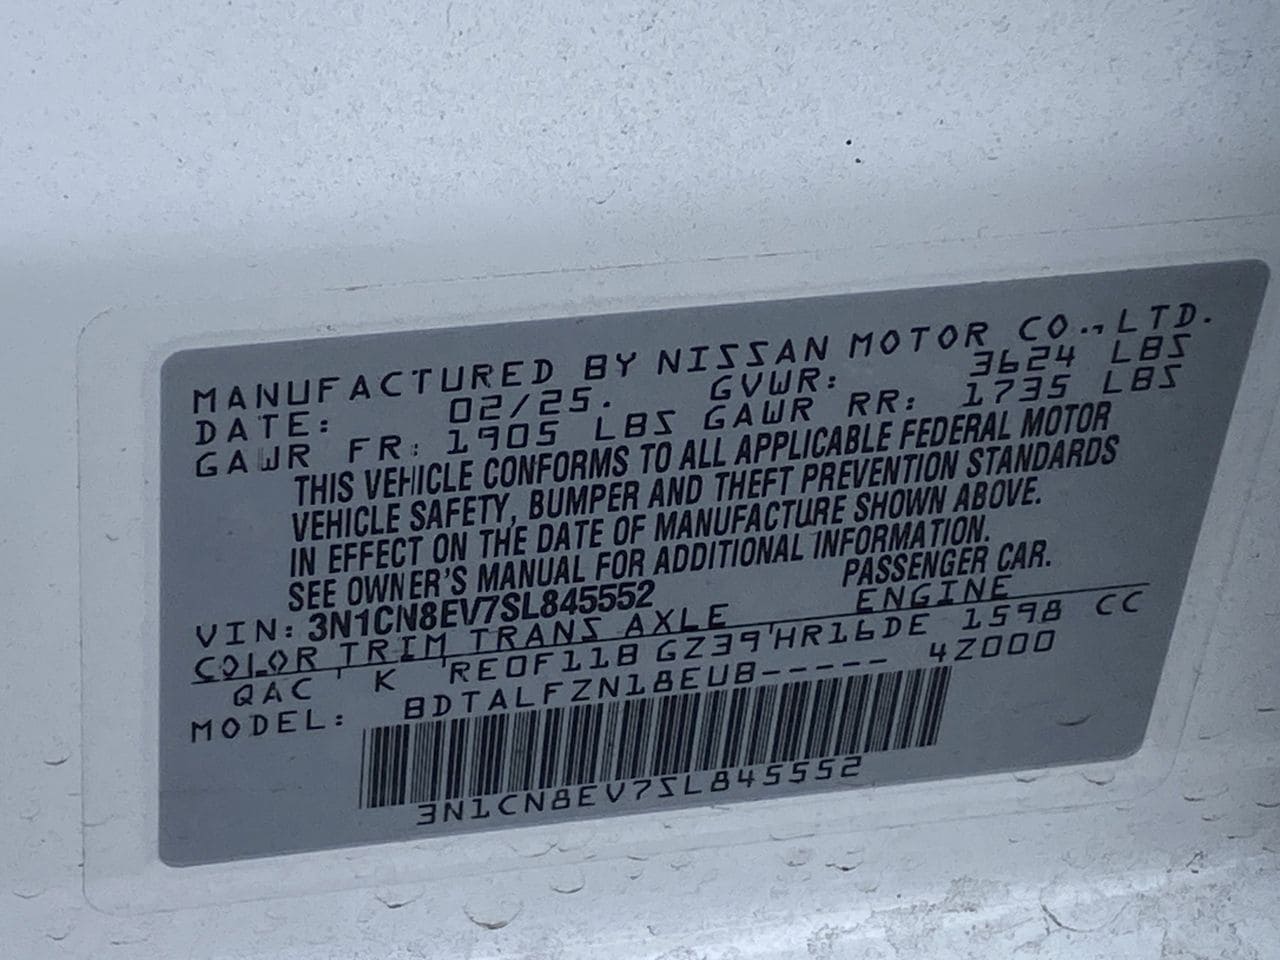 MANUFACTURED BY NISSAN MOTOR CO.,LTD.
DATE: 02/25. GVWR: 3624 LBS
GAWR FR: 1905 LBS GAWR RR: 1735 LBS
THIS VEHICLE CONFORMS TO ALL APPLICABLE FEDERAL MOTOR
VEHICLE SAFETY, BUMPER AND THEFT PREVENTION STANDARDS
IN EFFECT ON THE DATE OF MANUFACTURE SHOWN ABOVE.
SEE OWNER'S MANUAL FOR ADDITIONAL INFORMATION.
VIN: 3N1CN8EV7SL845552 PASSENGER CAR.
COLOR TRIM TRANS AXLE ENGINE
QAC K RE0F11B GZ39 HR16DE 1598 CC
MODEL: BDTALFZN18EUB----- 4Z000
3N1CN8EV7SL845552